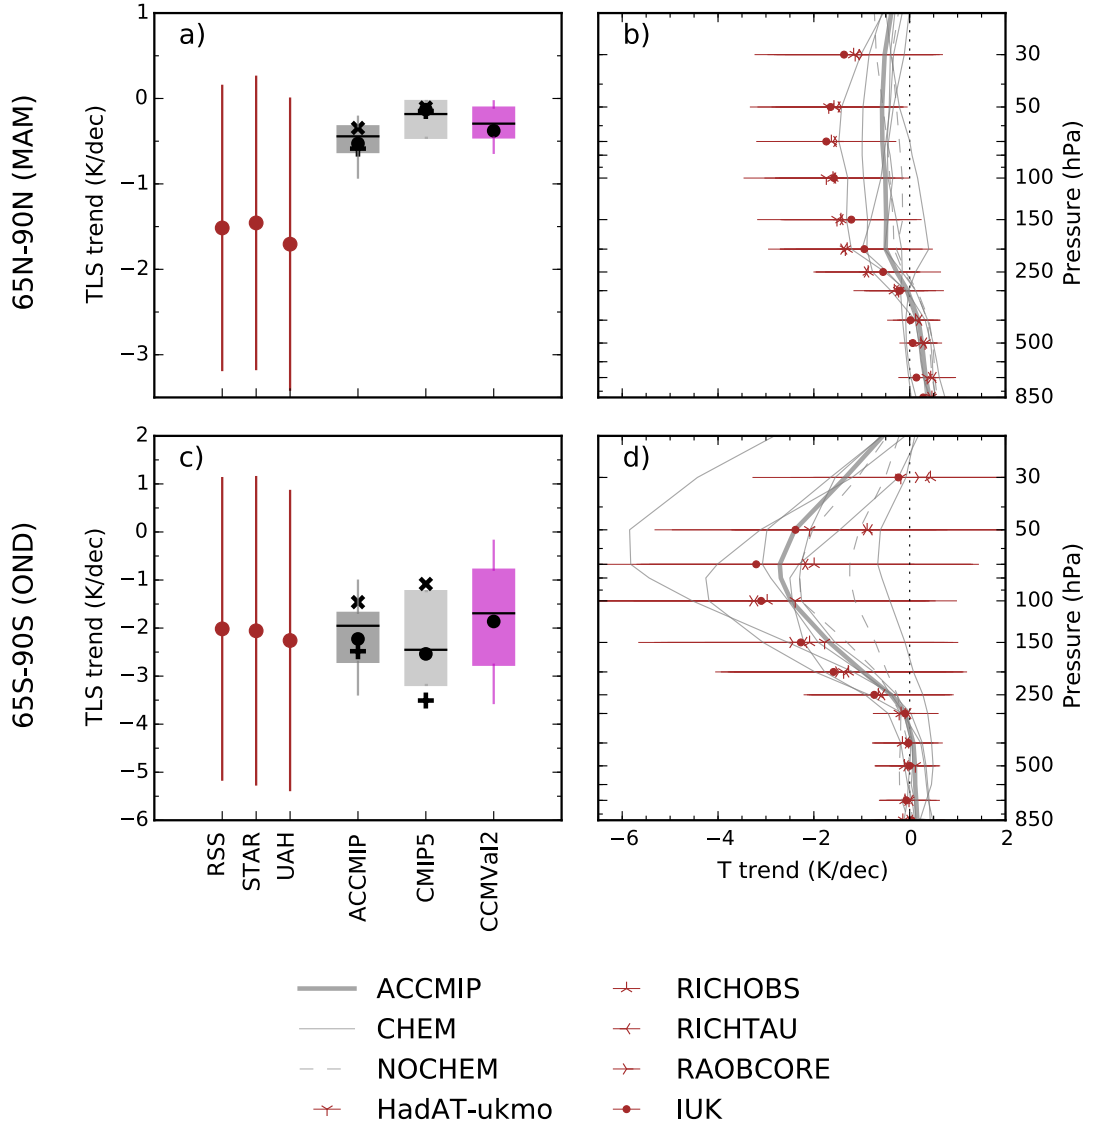 a)
b)
1
0
−1
−2
−3
TLS trend (K/dec)
65N-90N (MAM)
30
50
100
150
250
500
850
Pressure (hPa)
c)
d)
2
1
0
−1
−2
−3
−4
−5
−6
TLS trend (K/dec)
65S-90S (OND)
30
50
100
150
250
500
850
Pressure (hPa)
RSS
STAR
UAH
ACCMIP
CMIP5
CCMVal2
−6
−4
−2
0
2
T trend (K/dec)
ACCMIP
CHEM
NOCHEM
HadAT-ukmo
RICHOBS
RICHTAU
RAOBCORE
IUK